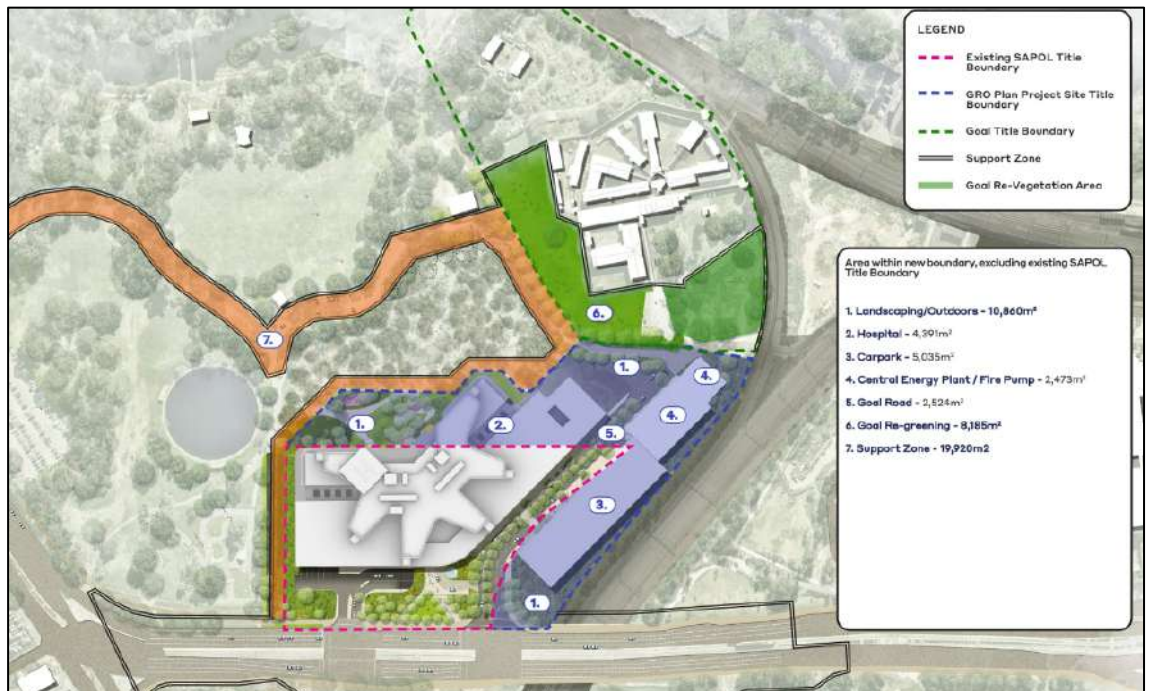 LEGEND
Existing SAPOL Title
Boundary
GRO Plan Project Site Title
Boundary
Goal Title Boundary
Support Zone
Goal Re-Vegetation Area
Area within new boundary, excluding existing SAPOL
Title Boundary
1. Landscaping/Outdoors - 10,860m²
2. Hospital - 4,391m²
3. Carpark - 5,035m²
4. Central Energy Plant / Fire Pump - 2,473m²
5. Goal Road - 2,524m²
6. Goal Re-greening - 8,185m²
7. Support Zone - 19,920m2
6.
7.
1.
4.
1.
2.
5.
4.
3.
1.